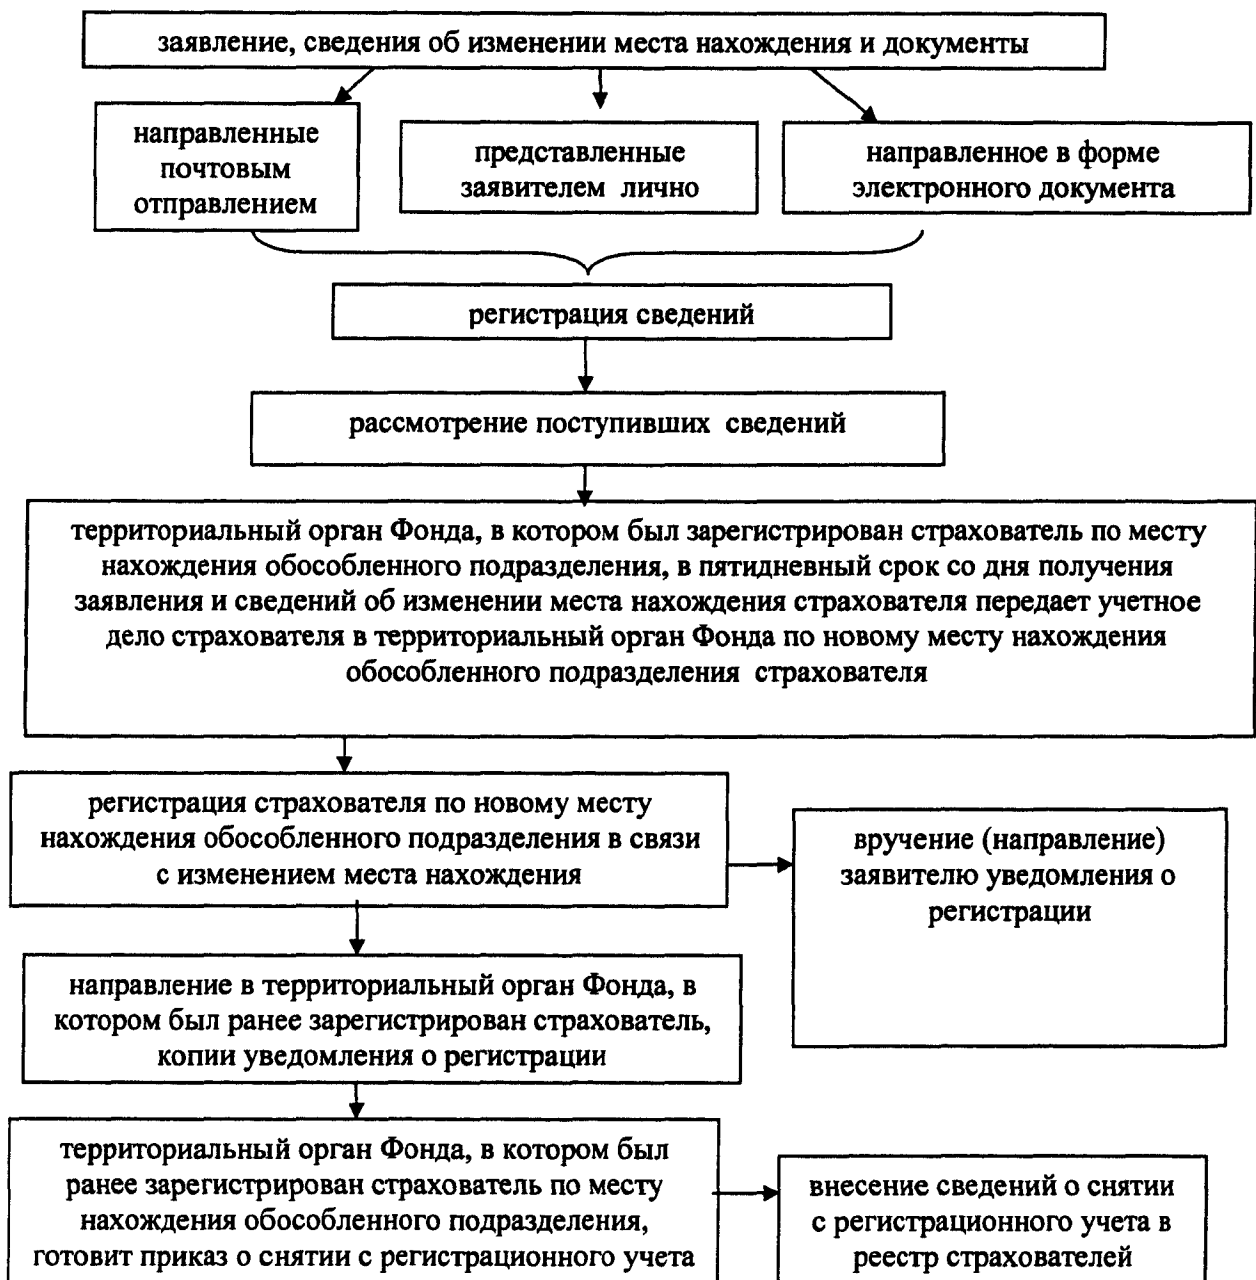 заявление, сведения об изменении места нахождения и документы
направленные
почтовым
отправлением
представленные
заявителем лично
направленное в форме
электронного документа
регистрация сведений
рассмотрение поступивших сведений
территориальный орган Фонда, в котором был зарегистрирован страхователь по месту
нахождения обособленного подразделения, в пятидневный срок со дня получения
заявления и сведений об изменении места нахождения страхователя передает учетное
дело страхователя в территориальный орган Фонда по новому месту нахождения
обособленного подразделения страхователя
регистрация страхователя по новому месту
нахождения обособленного подразделения в связи
с изменением места нахождения
вручение (направление)
заявителю уведомления о
регистрации
направление в территориальный орган Фонда, в
котором был ранее зарегистрирован страхователь,
копии уведомления о регистрации
территориальный орган Фонда, в котором был
ранее зарегистрирован страхователь по месту
нахождения обособленного подразделения,
готовит приказ о снятии с регистрационного учета
внесение сведений о снятии
с регистрационного учета в
реестр страхователей